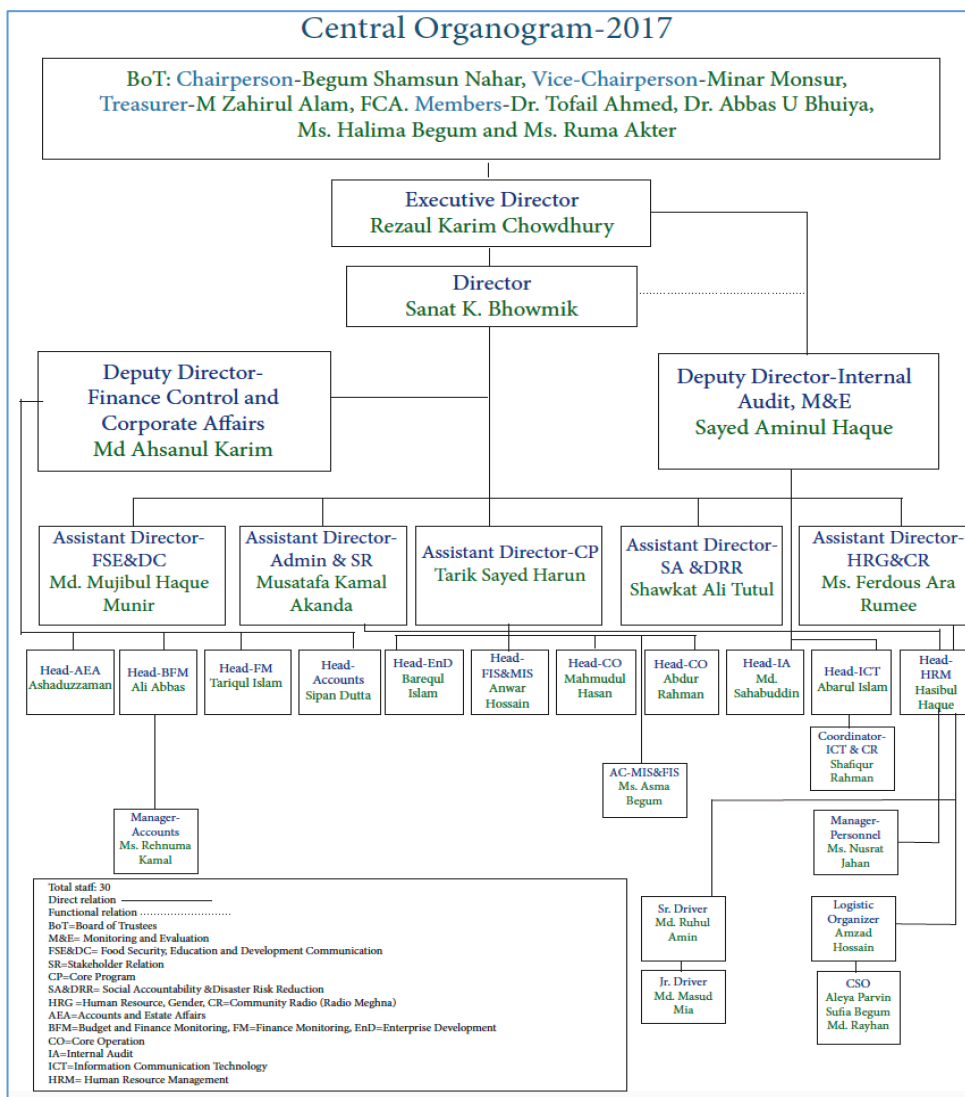 Central Organogram-2017
BoT: Chairperson-Begum Shamsun Nahar, Vice-Chairperson-Minar Monsur,
Treasurer-M Zahirul Alam, FCA. Members-Dr. Tofail Ahmed, Dr. Abbas U Bhuiya,
Ms. Halima Begum and Ms. Ruma Akter
Executive Director
Rezaul Karim Chowdhury
Director
Sanat K. Bhowmik
Deputy Director-
Finance Control and
Corporate Affairs
Md Ahsanul Karim
Deputy Director-Internal
Audit, M&E
Sayed Aminul Haque
Assistant Director-
FSE&DC
Md. Mujibul Haque
Munir
Assistant Director-
Admin & SR
Musatafa Kamal
Akanda
Assistant Director-CP
Tarik Sayed Harun
Assistant Director-
SA &DRR
Shawkat Ali Tutul
Assistant Director-
HRG&CR
Ms. Ferdous Ara
Rumee
Head-AEA
Ashaduzzaman
Head-BFM
Ali Abbas
Head-FM
Tariqul Islam
Head-
Accounts
Sipan Dutta
Head-EnD
Barequl
Islam
Head-
FIS&MIS
Anwar
Hossain
Head-CO
Mahmudul
Hasan
Head-CO
Abdur
Rahman
Head-IA
Md.
Sahabuddin
Head-ICT
Abarul Islam
Head-
HRM
Hasibul
Haque
Coordinator-
ICT & CR
Shafiqur
Rahman
AC-MIS&FIS
Ms. Asma
Begum
Manager-
Accounts
Ms. Rehnuma
Kamal
Manager-
Personnel
Ms. Nusrat
Jahan
Sr. Driver
Md. Ruhul
Amin
Logistic
Organizer
Amzad
Hossain
Jr. Driver
Md. Masud
Mia
CSO
Aleya Parvin
Sufia Begum
Md. Rayhan
Total staff: 30
Direct relation
Functional relation
BoT=Board of Trustees
M&E= Monitoring and Evaluation
FSE&DC= Food Security, Education and Development Communication
SR=Stakeholder Relation
CP=Core Program
SA&DRR= Social Accountability &Disaster Risk Reduction
HRG =Human Resource, Gender, CR=Community Radio (Radio Meghna)
AEA=Accounts and Estate Affairs
BFM=Budget and Finance Monitoring, FM=Finance Monitoring, EnD=Enterprise Development
CO=Core Operation
IA=Internal Audit
ICT=Information Communication Technology
HRM= Human Resource Management